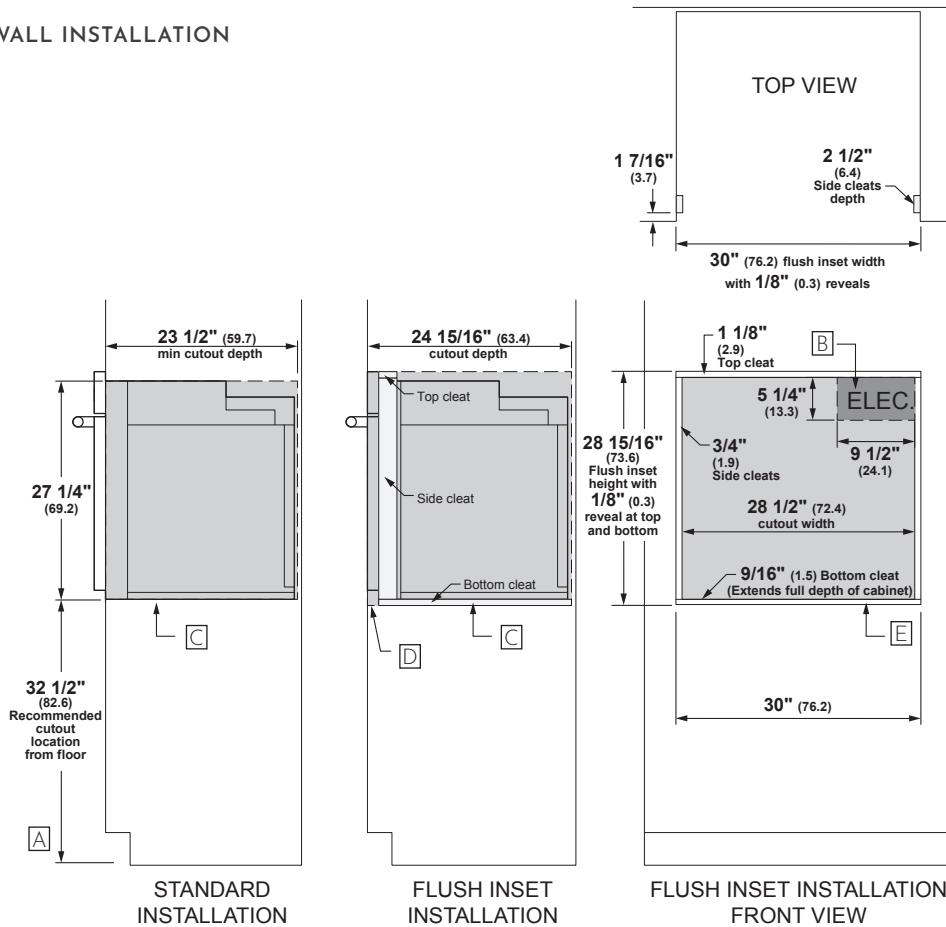 WALL INSTALLATION
TOP VIEW
1 7/16"
(3.7)
2 1/2"
(6.4)
Side cleats
depth
30" (76.2) flush inset width
with 1/8" (0.3) reveals
23 1/2" (59.7)
min cutout depth
27 1/4"
(69.2)
C
32 1/2"
(82.6)
Recommended
cutout
location
from floor
A
STANDARD
INSTALLATION
24 15/16" (63.4)
cutout depth
Top cleat
Side cleat
Bottom cleat
D
C
FLUSH INSET
INSTALLATION
28 15/16"
(73.6)
Flush inset
height with
1/8" (0.3)
reveal at top
and bottom
1 1/8"
(2.9)
Top cleat
B
5 1/4"
(13.3)
ELEC.
9 1/2"
(24.1)
3/4"
(1.9)
Side cleats
28 1/2" (72.4)
cutout width
9/16" (1.5) Bottom cleat
(Extends full depth of cabinet)
E
30" (76.2)
FLUSH INSET INSTALLATION
FRONT VIEW